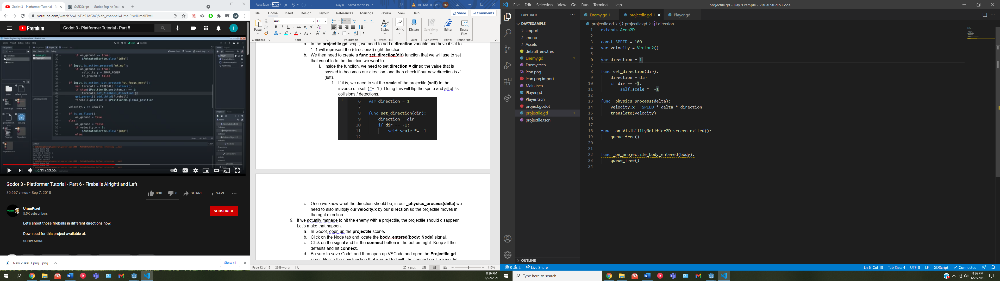 Godot 3 - Platformer Tutorial - P
@GDScript — Godot Engine (sta
youtube.com/watch?v=UpTIc51dGhQ&ab_channel=UmaiPixelUmaiPixel
Premium
Godot 3 - Platformer Tutorial - Part 5
31 if on_ground == true:
32 $AnimatedSprite.play("idle")
33
34 if Input.is_action_pressed("ui_up"):
35 if on_ground == true:
36 velocity.y = JUMP_POWER
37 on_ground = false
38
39 if Input.is_action_just_pressed("ui_focus_next"):
40 var fireball = FIREBALL.instance()
41 if sign($Position2D.position.x) == 1:
42 fireball.set_fireball_direction(1)
43 get_parent().add_child(fireball)
44 fireball.position = $Position2D.global_position
45
46 velocity.y += GRAVITY
47
48 if is_on_floor():
49 on_ground = true
50 else:
51 on_ground = false
52 if velocity.y < 0:
53 $AnimatedSprite.play("jump")
54 else:
6:31 / 13:56
Godot 3 - Platformer Tutorial - Part 6 - Fireballs Alright! and Left
30,667 views • Sep 7, 2018
830 8 SHARE SAVE
UmaiPixel
8.5K subscribers
SUBSCRIBE
Let's shoot those fireballs in different directions now.
Download for this project available at:
SHOW MORE
New Piskel-1.png....png
Show all
AutoSave Off
Day 8 - Saved to this PC
RE, MATTHEW J RM
File Home Insert Design Layout References Mailings Review View Help
Share Comments
Arial 11
Paste
Styles Editing Dictate Sensitivity Editor Reuse Files
Clipboard Font Paragraph Styles Voice Sensitivity Editor Reuse Files
a. In the projectile.gd script, we need to add a direction variable and have it set to
1. 1 will represent the (directional) right direction.
b. We then need to create a func set_direction(dir) function that we will use to set
that variable to the direction we want to.
i. Inside the function, we need to set direction = dir so the value that is
passed in becomes our direction, and then check if our new direction is -1
(left).
1. If it is, we need to set the scale of the projectile (self) to the
inverse of itself ( *= -1 ). Doing this will flip the sprite and all of its
collisions / detections.
1
6 var direction = 1
7
8 func set_direction(dir):
9 direction = dir
10 if dir == -1:
11 self.scale *= -1
12
c. Once we know what the direction should be, in our _physics_process(delta) we
need to also multiply our velocity.x by our direction so the projectile moves in
the right direction
9. If we actually manage to hit the enemy with a projectile, the projectile should disappear.
Let's make that happen.
a. In Godot, open up the projectile scene.
b. Click on the Node tab and locate the body_entered(body: Node) signal.
c. Click on the signal and hit the connect button in the bottom right. Keep all the
defaults and hit connect.
d. Be sure to save Godot and then open up VSCode and open the Projectile.gd
script. Notice the new function that was added with the connection. Like we did
Page 12 of 12 2689 words
Focus
110%
8:36 PM
6/22/2021
File Edit Selection View Go Run Terminal Help
projectile.gd - Day7Example - Visual Studio Code
EXPLORER
DAY7EXAMPLE
.import
.mono
Assets
default_env.tres
Enemy.gd 1
Enemy.tscn
icon.png
icon.png.import
Main.tscn
Player.gd
Player.tscn
project.godot
projectile.gd 1
projectile.tscn
OUTLINE
Enemy.gd 1 projectile.gd 1 Player.gd
projectile.gd > {} projectile.gd > direction
1 extends Area2D
2
3 const SPEED = 100
4 var velocity = Vector2()
5
6 var direction = 1
7
8 func set_direction(dir):
9 direction = dir
10 if dir == -1:
11 self.scale *= -1
12
13 func _physics_process(delta):
14 velocity.x = SPEED * delta * direction
15 translate(velocity)
16
17
18 func _on_VisibilityNotifier2D_screen_exited():
19 queue_free()
20
21
22 func _on_projectile_body_entered(body):
23 queue_free()
24
0 2 Live Share
Ln 6, Col 18 Tab Size: 4 UTF-8 LF GDScript Connected
Type here to search
8:36 PM
6/22/2021